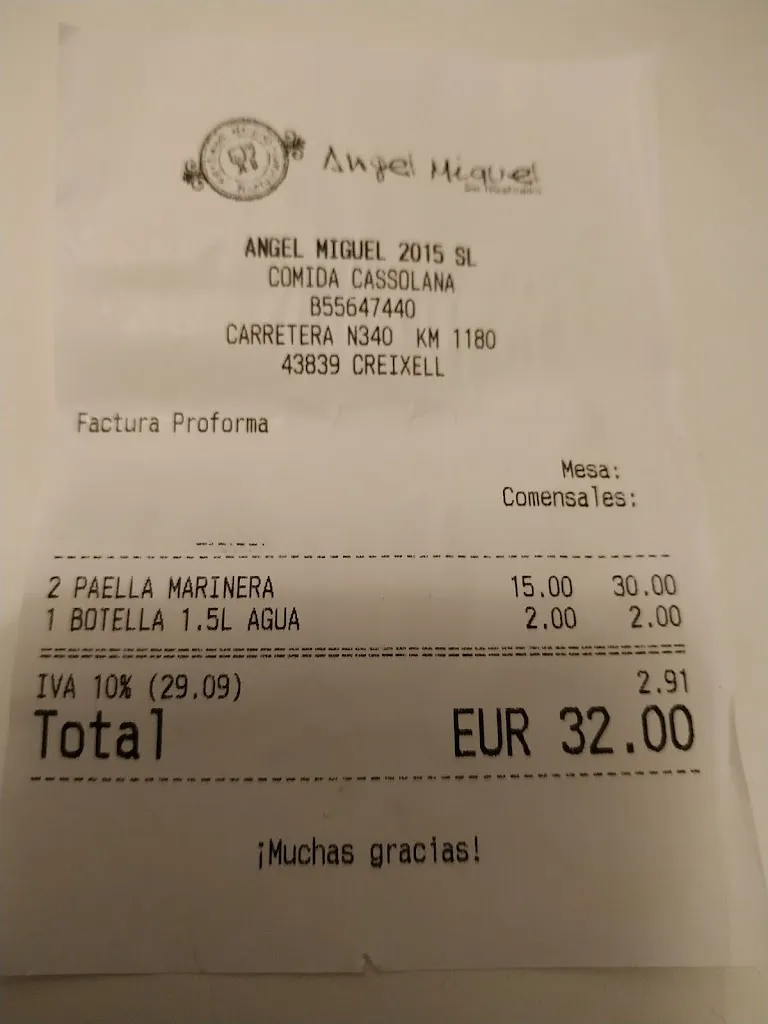 Angel Miguel
ANGEL MIGUEL 2015 SL
COMIDA CASSOLANA
B55647440
CARRETERA N340 KM 1180
43839 CREIXELL
Factura Proforma
Mesa:
Comensales:
2 PAELLA MARINERA 15.00 30.00
1 BOTELLA 1.5L AGUA 2.00 2.00
IVA 10% (29.09) 2.91
Total EUR 32.00
¡Muchas gracias!